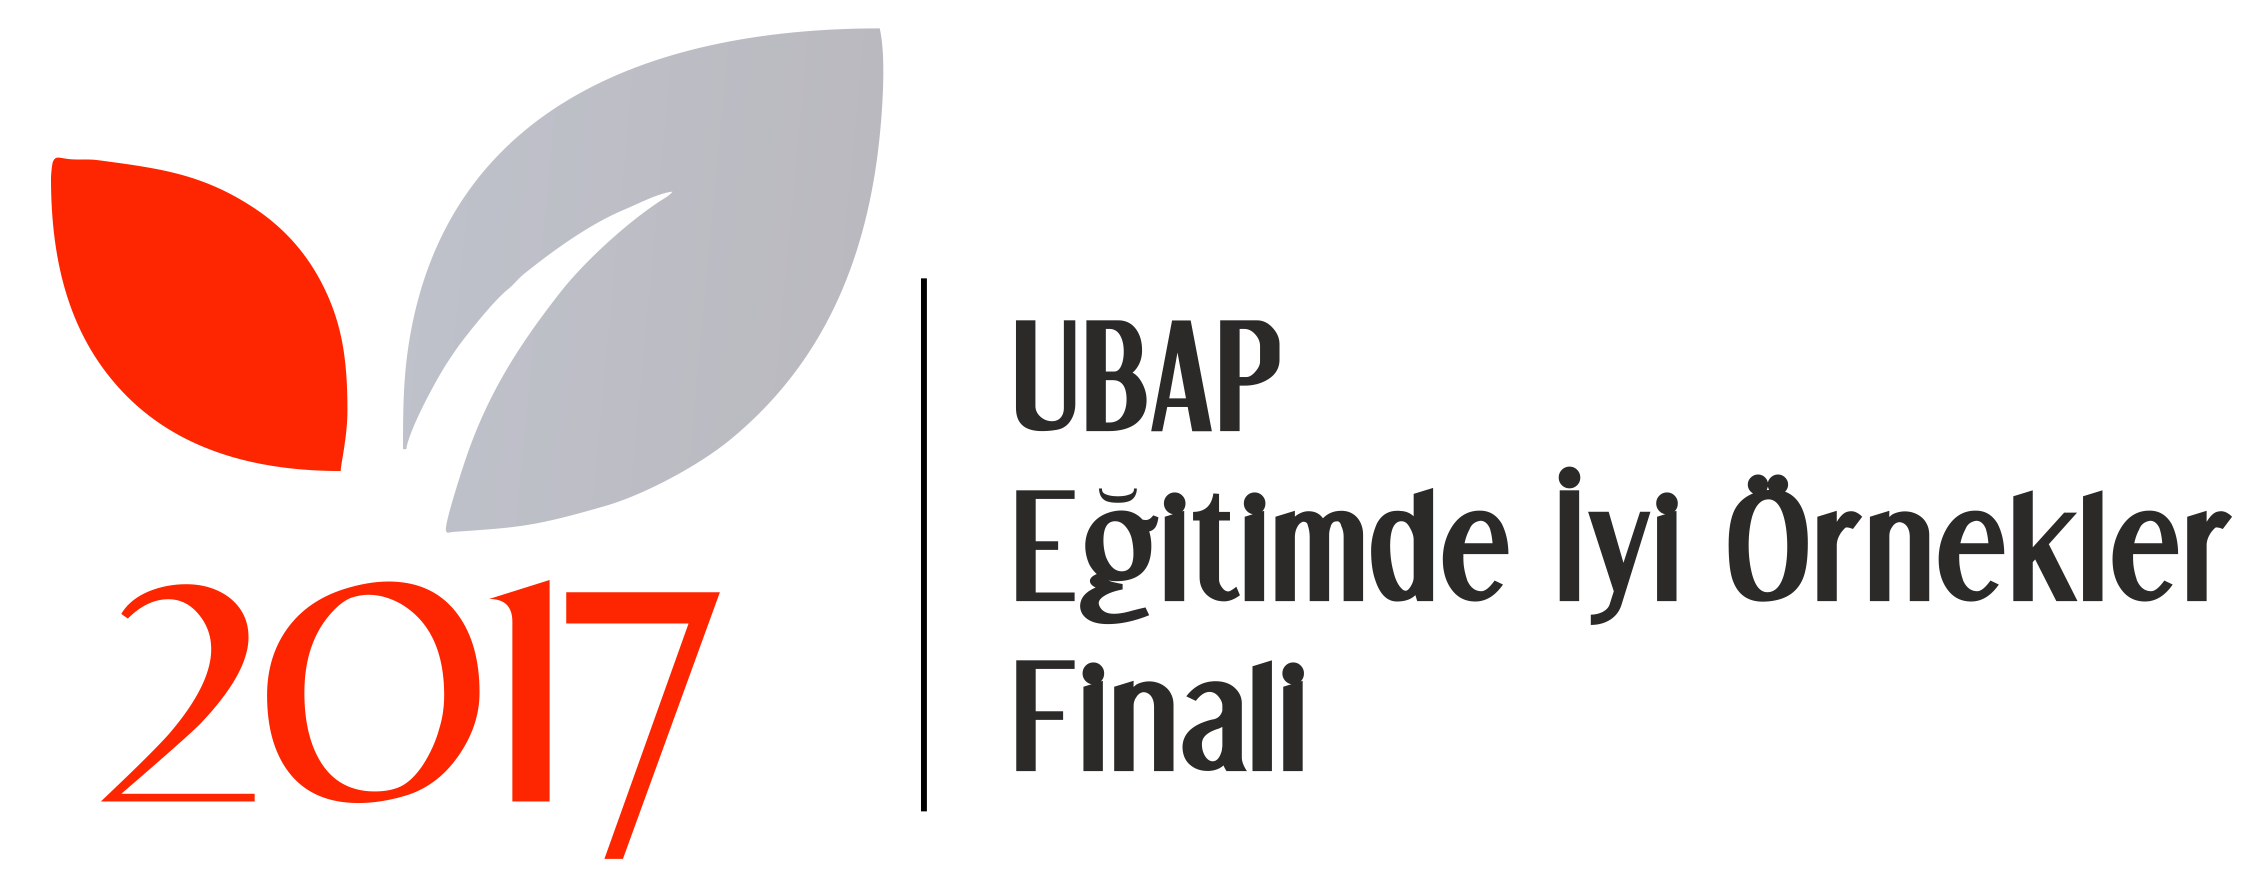 2017
UBAP
Eğitimde İyi Örnekler
Finali